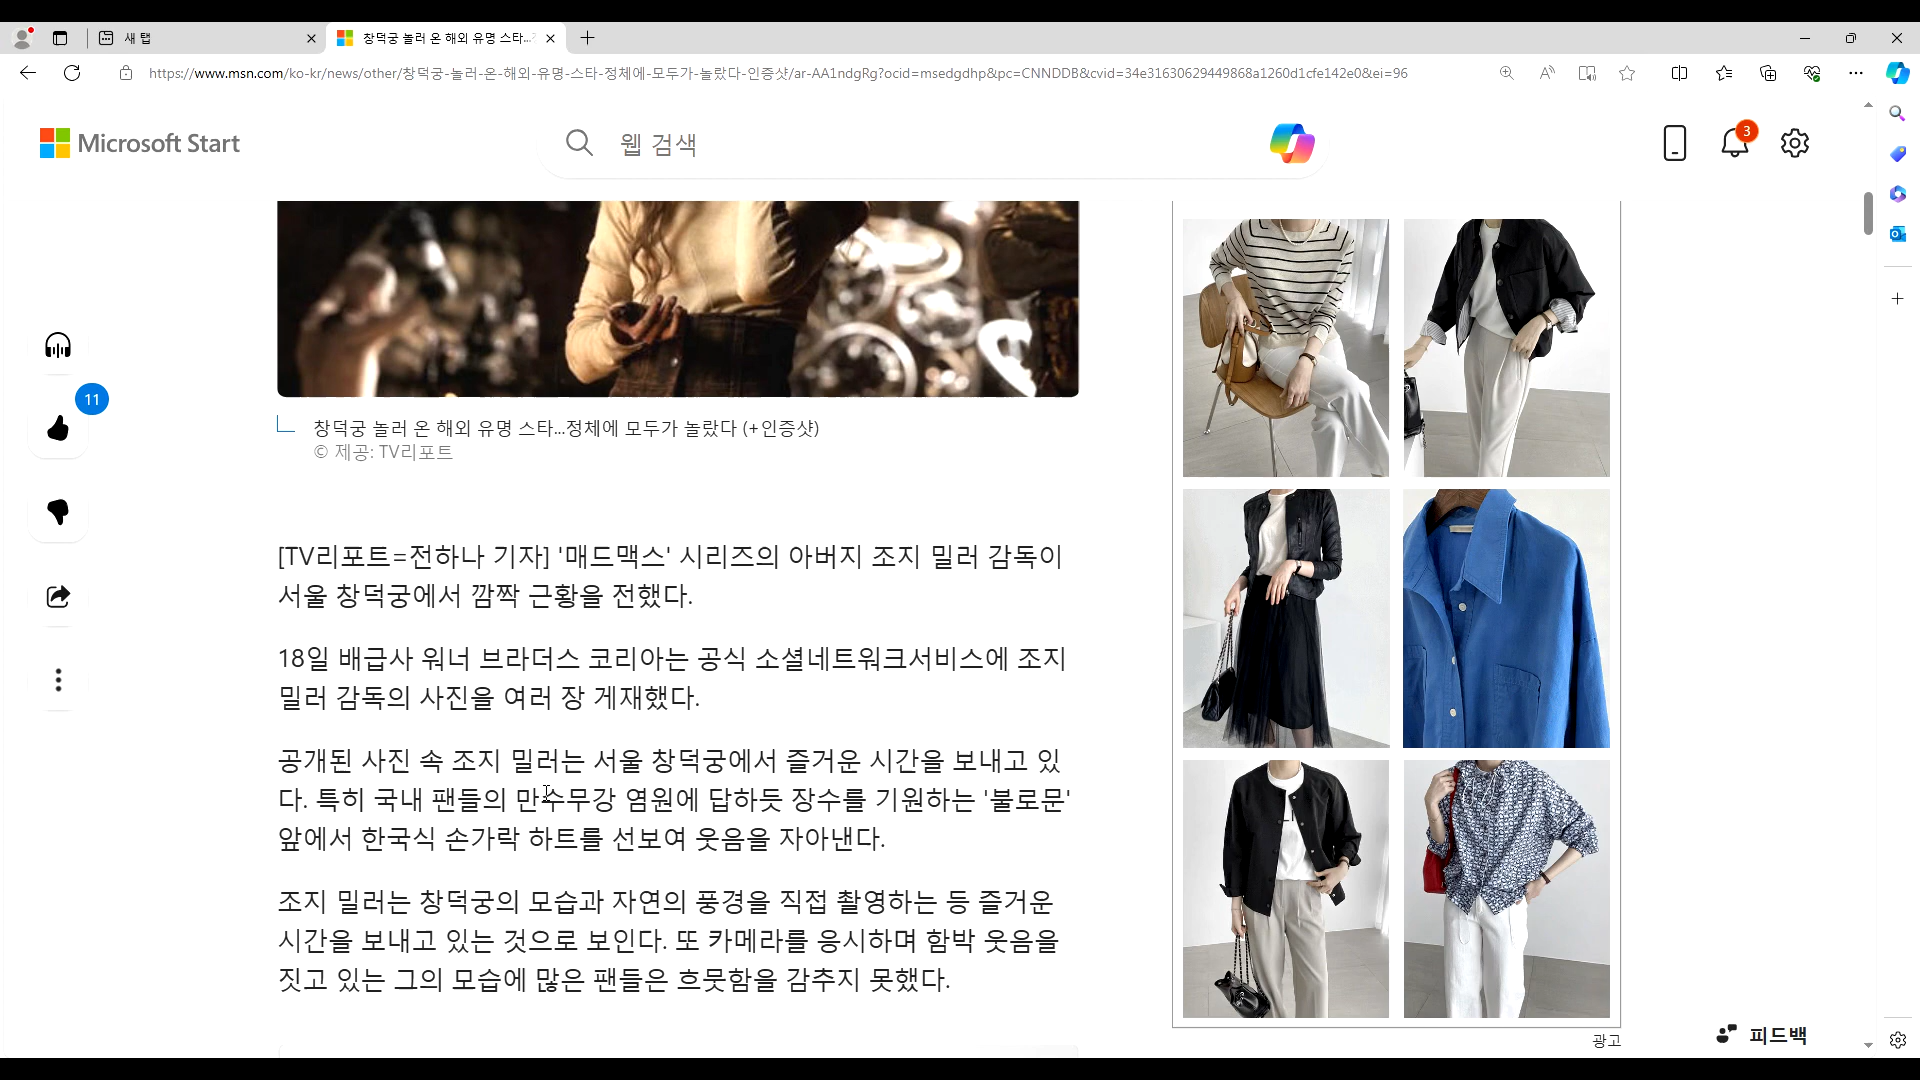 새 탭
창덕궁 놀러 온 해외 유명 스타...
https://www.msn.com/ko-kr/news/other/창덕궁-놀러-온-해외-유명-스타-정체에-모두가-놀랐다-인증샷/ar-AA1ndgRg?ocid=msedgdhp&pc=CNNDDB&cvid=34e31630629449868a1260d1cfe142e0&ei=96
Microsoft Start
웹 검색
3
11
창덕궁 놀러 온 해외 유명 스타...정체에 모두가 놀랐다 (+인증샷)
© 제공: TV리포트
[TV리포트=전하나 기자] '매드맥스' 시리즈의 아버지 조지 밀러 감독이
서울 창덕궁에서 깜짝 근황을 전했다.
18일 배급사 워너 브라더스 코리아는 공식 소셜네트워크서비스에 조지
밀러 감독의 사진을 여러 장 게재했다.
공개된 사진 속 조지 밀러는 서울 창덕궁에서 즐거운 시간을 보내고 있
다. 특히 국내 팬들의 만수무강 염원에 답하듯 장수를 기원하는 '불로문'
앞에서 한국식 손가락 하트를 선보여 웃음을 자아낸다.
조지 밀러는 창덕궁의 모습과 자연의 풍경을 직접 촬영하는 등 즐거운
시간을 보내고 있는 것으로 보인다. 또 카메라를 응시하며 함박 웃음을
짓고 있는 그의 모습에 많은 팬들은 흐뭇함을 감추지 못했다.
광고
피드백